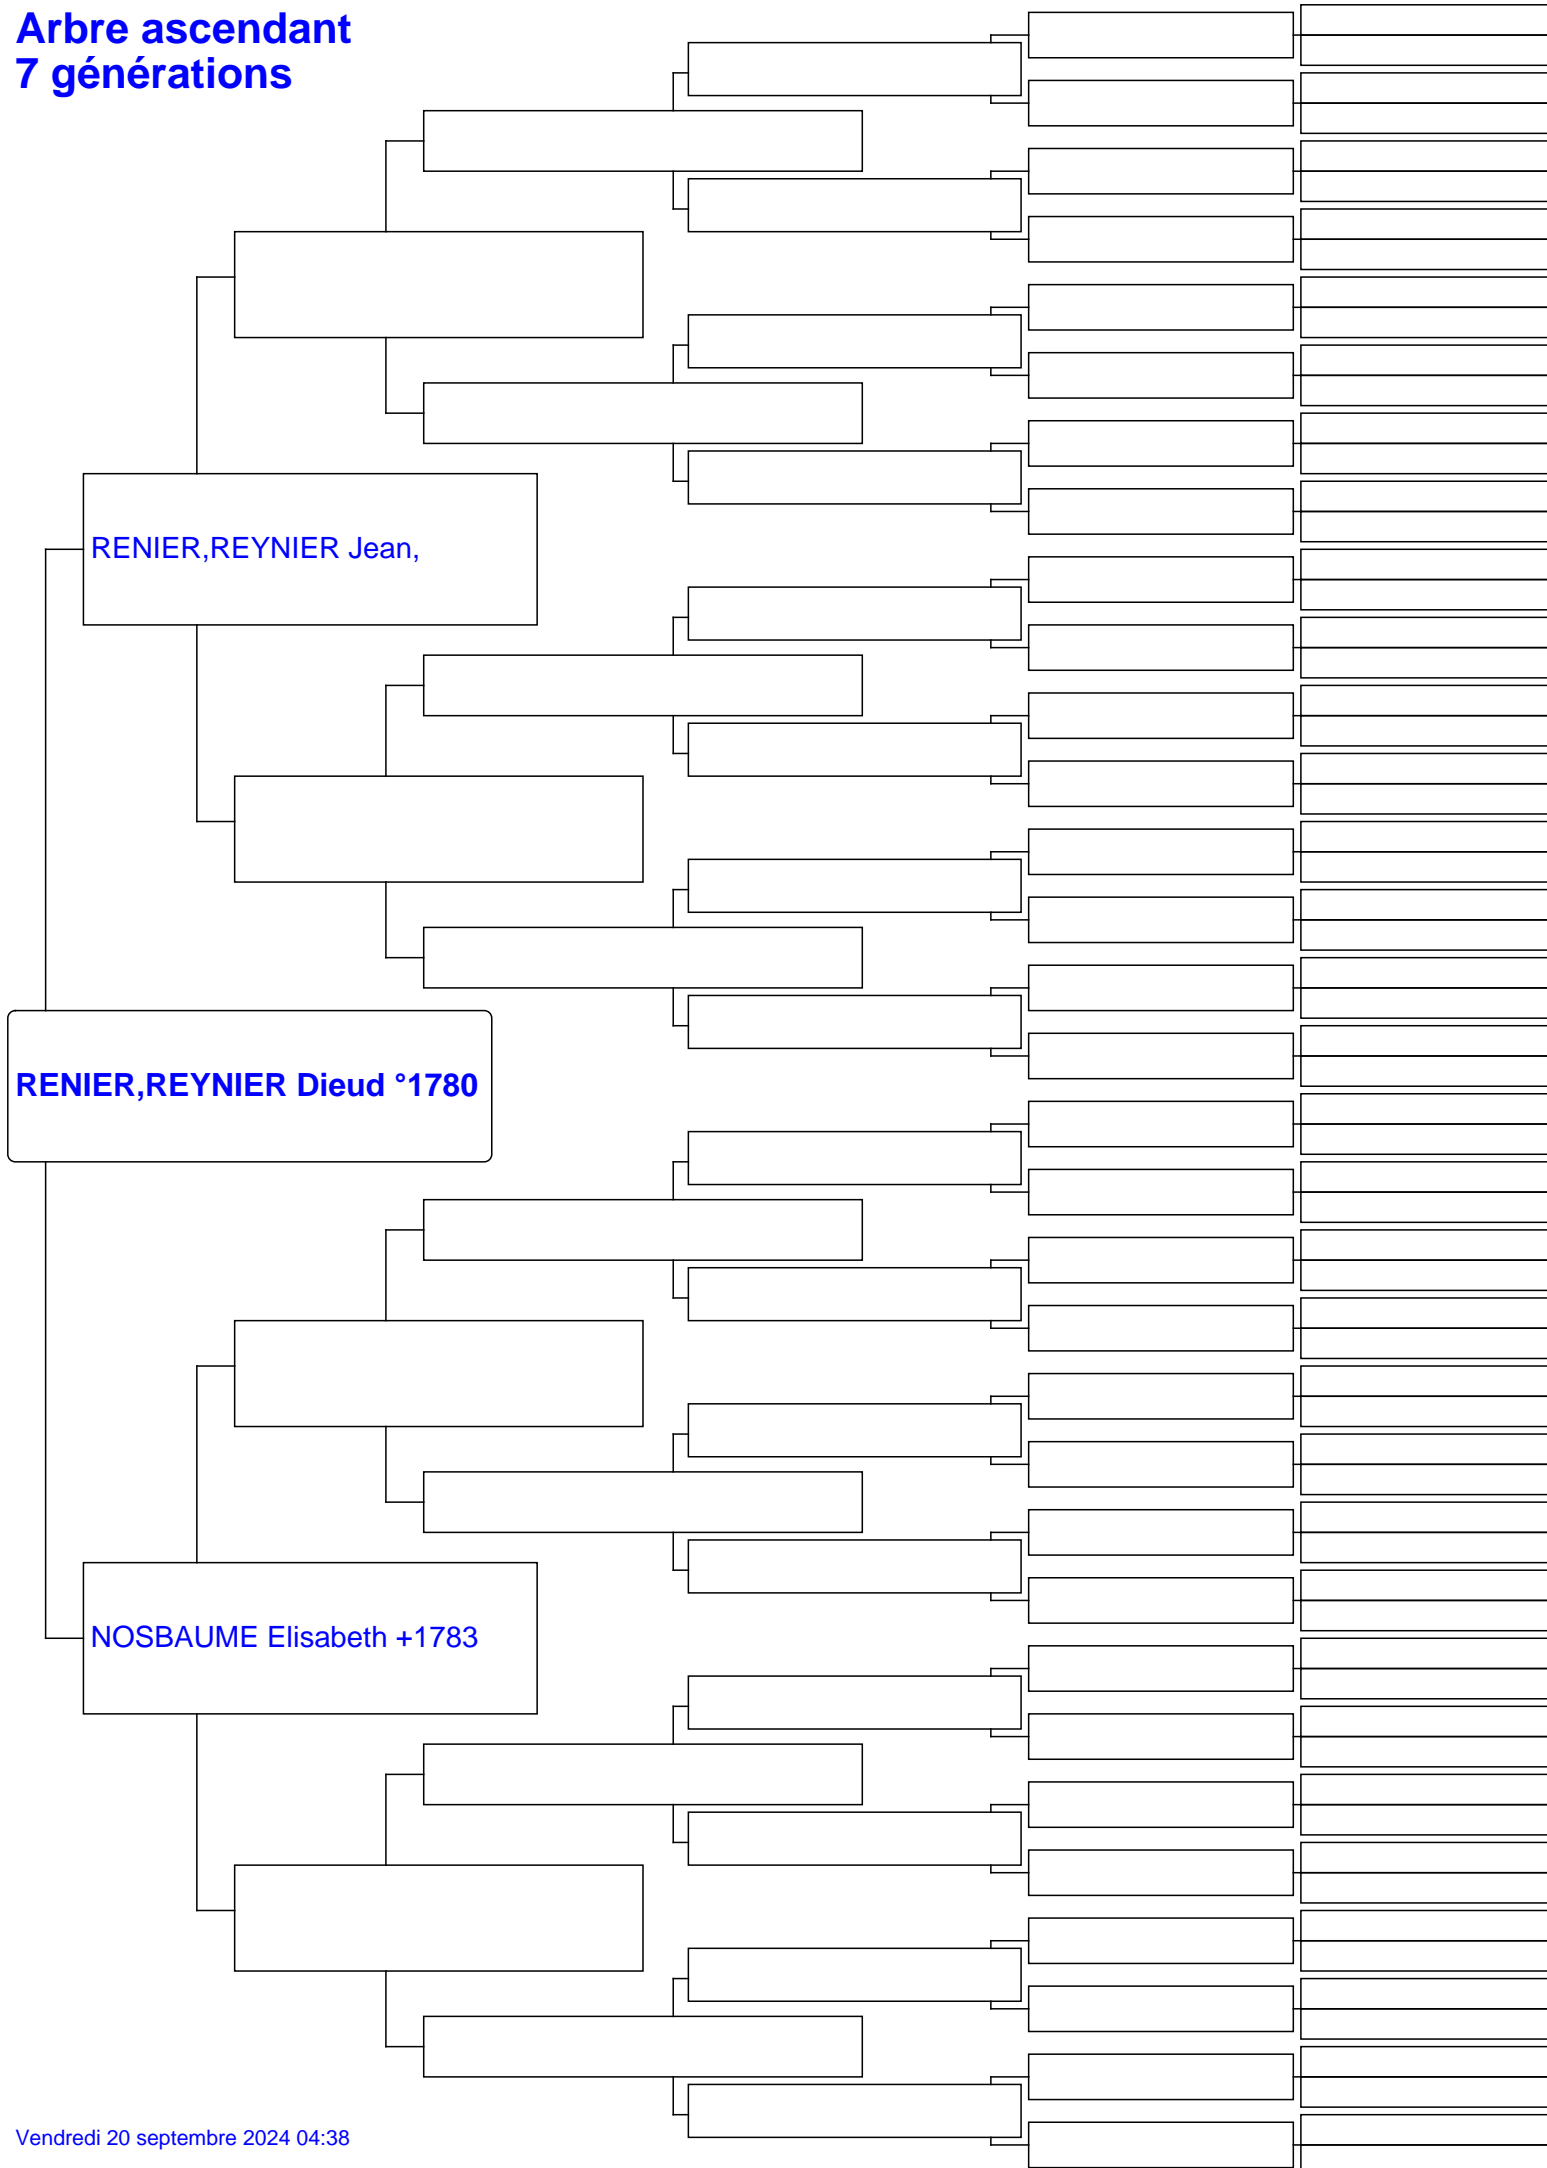 Arbre ascendant
7 générations
RENIER,REYNIER Jean,
RENIER,REYNIER Dieud °1780
NOSBAUME Elisabeth +1783
Vendredi 20 septembre 2024 04:38